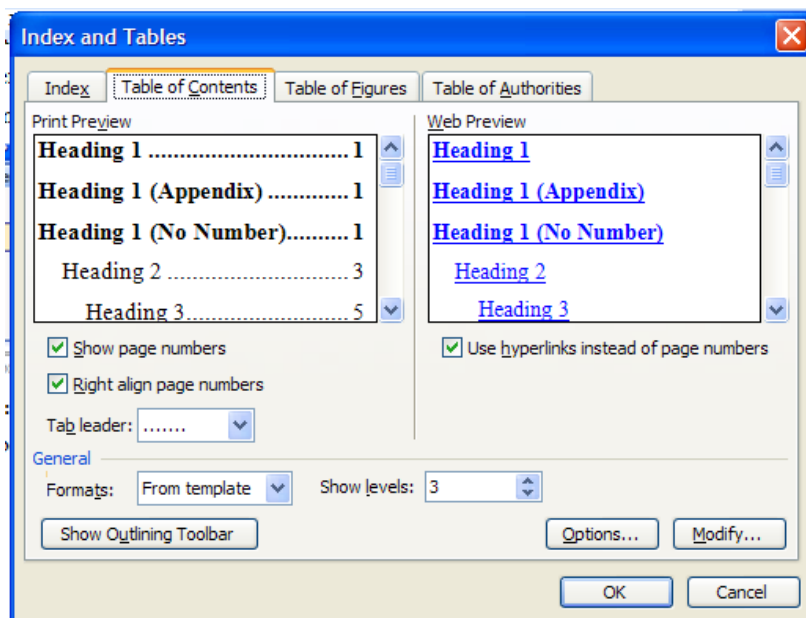 Index and Tables
Index Table of Contents Table of Figures Table of Authorities
Print Preview
Heading 1 ................................ 1
Heading 1 (Appendix) ............ 1
Heading 1 (No Number).......... 1
Heading 2 ........................... 3
Heading 3......................... 5
Show page numbers
Right align page numbers
Tab leader: .......
Web Preview
Heading 1
Heading 1 (Appendix)
Heading 1 (No Number)
Heading 2
Heading 3
Use hyperlinks instead of page numbers
General
Formats: From template Show levels: 3
Show Outlining Toolbar Options... Modify...
OK Cancel